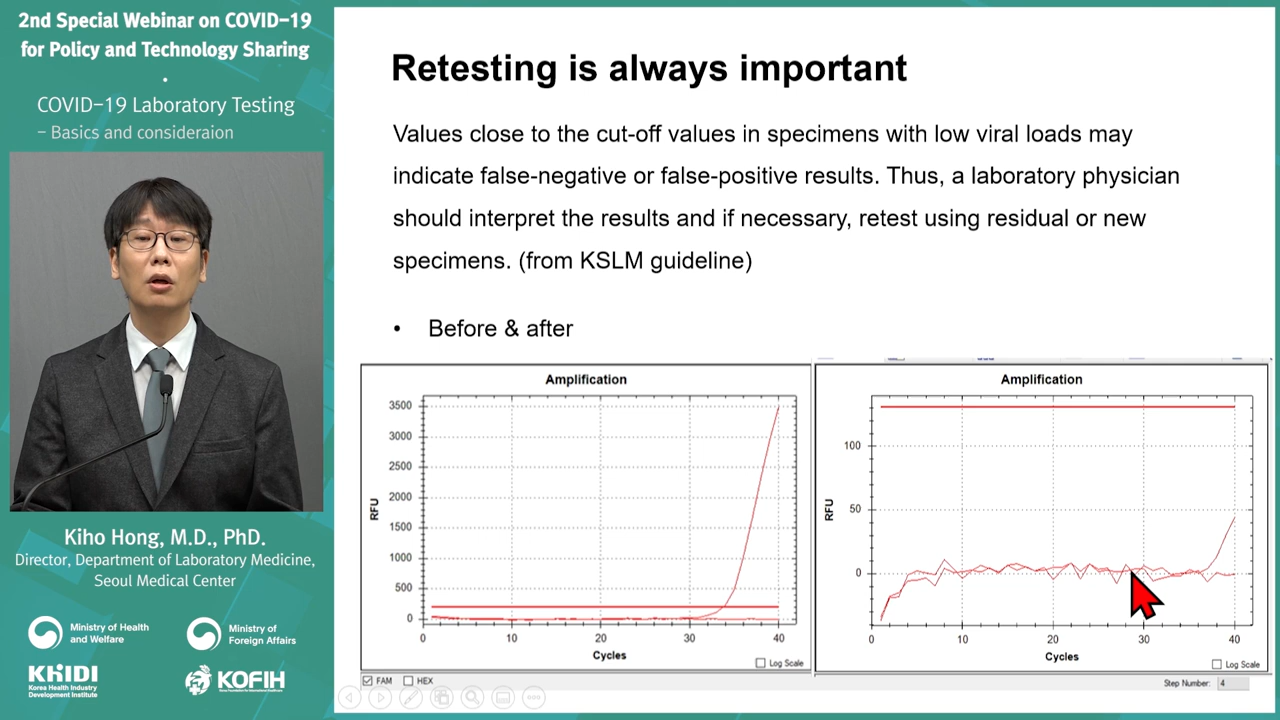 2nd Special Webinar on COVID-19
for Policy and Technology Sharing
COVID-19 Laboratory Testing
- Basics and consideraion
Kiho Hong, M.D., PhD.
Director, Department of Laboratory Medicine,
Seoul Medical Center
Ministry of Health
and Welfare
Ministry of
Foreign Affairs
KHIDI
Korea Health Industry
Development Institute
KOFIH
Korea Foundation for International Healthcare
Retesting is always important
Values close to the cut-off values in specimens with low viral loads may
indicate false-negative or false-positive results. Thus, a laboratory physician
should interpret the results and if necessary, retest using residual or new
specimens. (from KSLM guideline)
• Before & after
Amplification
3500
3000
2500
2000
1500
1000
500
0
RFU
0 10 20 30 40
Cycles
Log Scale
FAM HEX
Amplification
100
50
0
RFU
0 10 20 30 40
Cycles
Log Scale
Step Number: 4